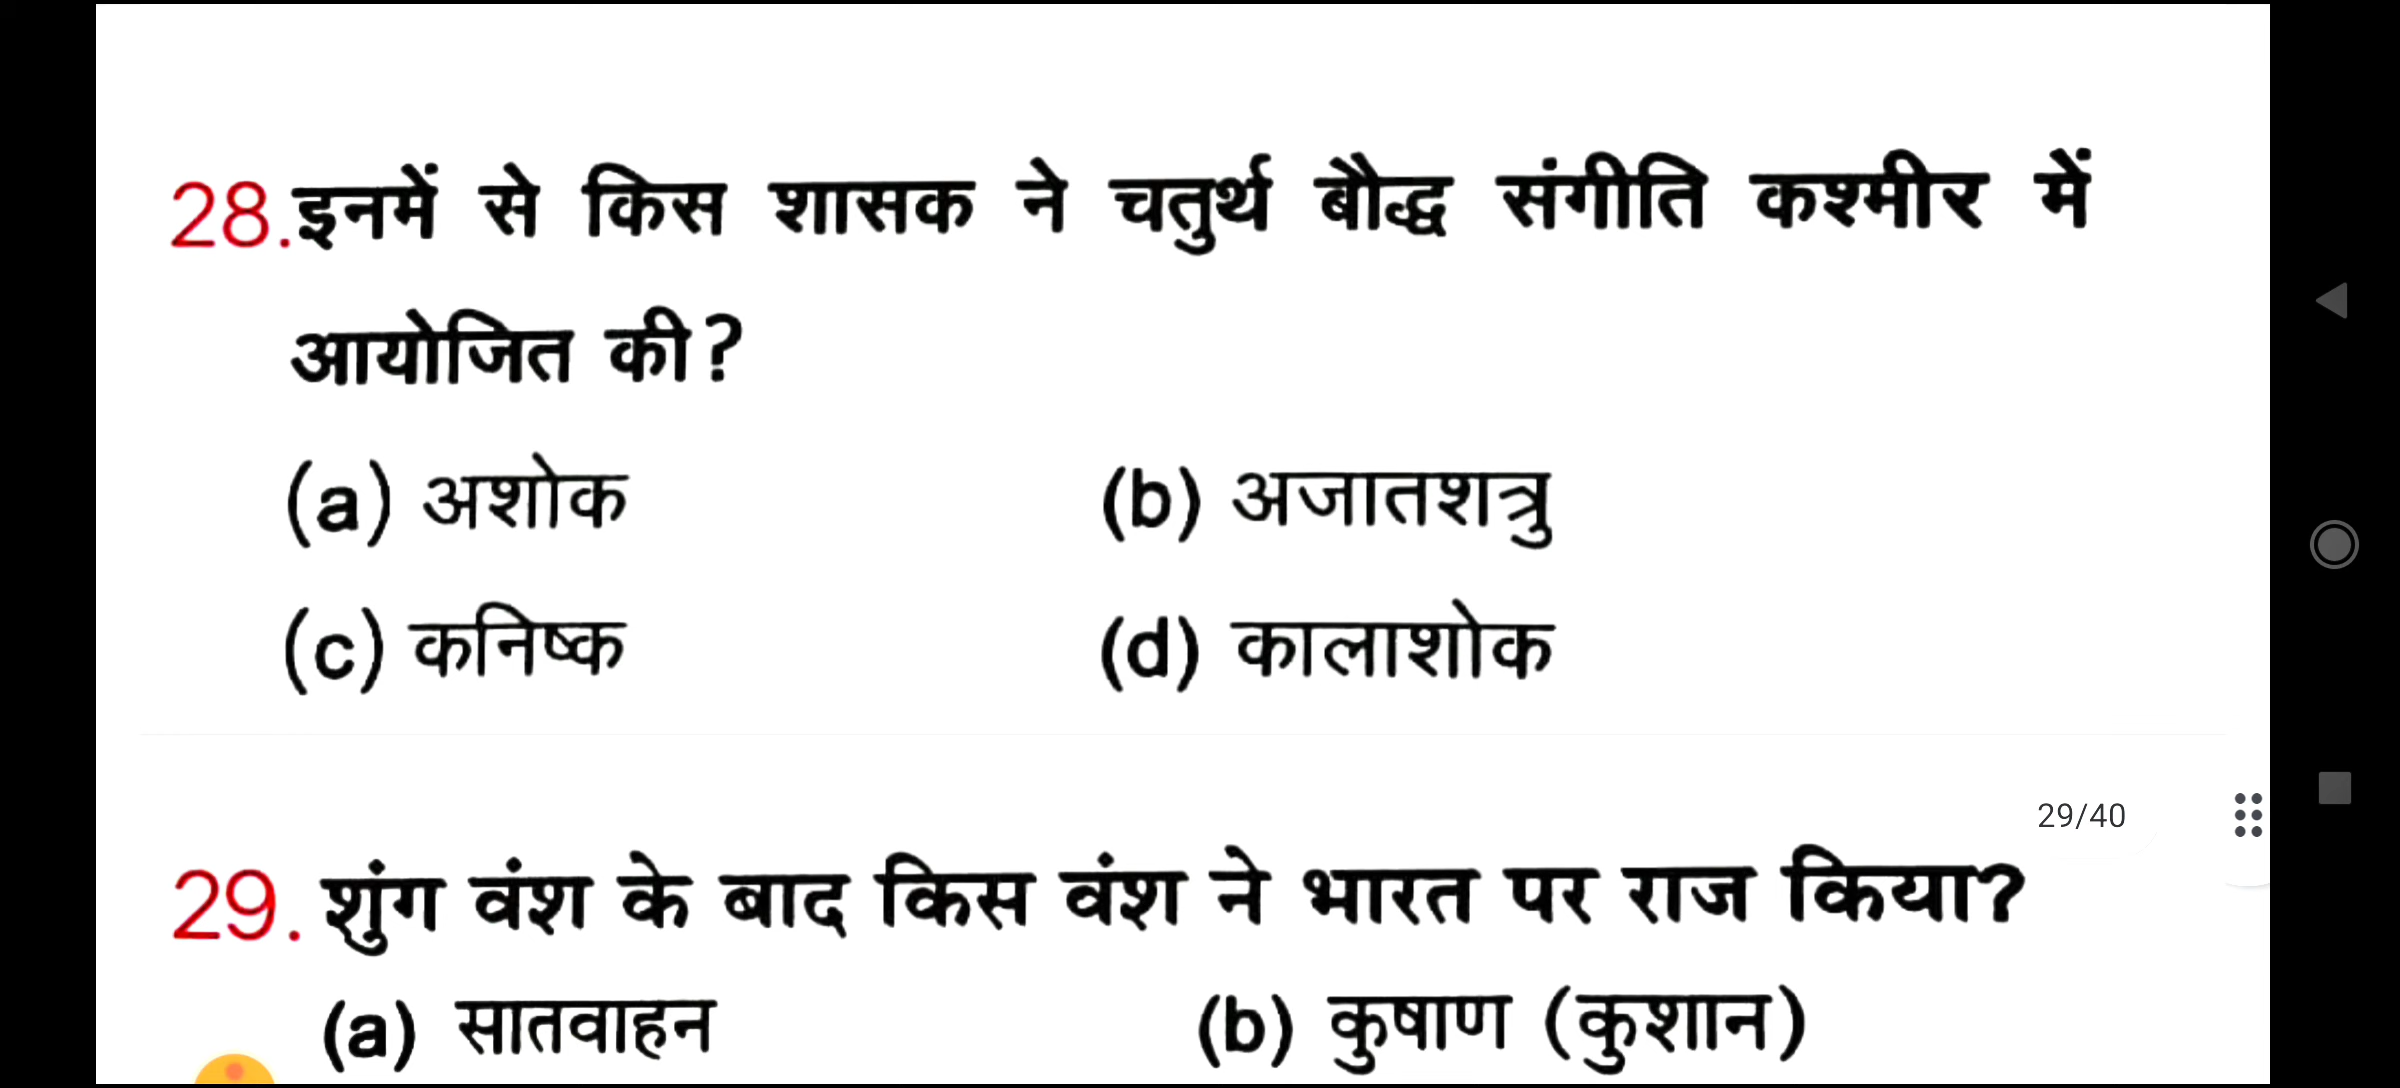 28.इनमें से किस शासक ने चतुर्थ बौद्ध संगीति कश्मीर में
आयोजित की?
(a) अशोक (b) अजातशत्रु
(c) कनिष्क (d) कालाशोक
29/40
29. शुंग वंश के बाद किस वंश ने भारत पर राज किया?
(a) सातवाहन (b) कुषाण (कुशान)